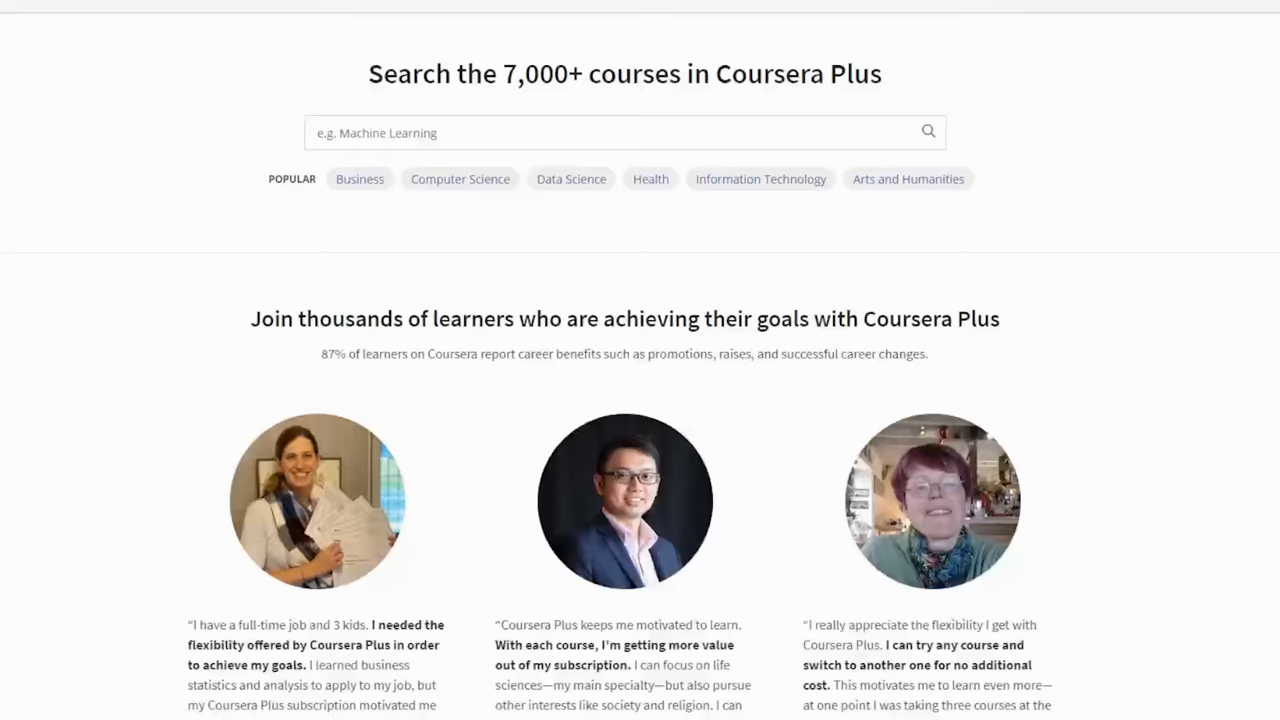 Search the 7,000+ courses in Coursera Plus
e.g. Machine Learning
POPULAR Business Computer Science Data Science Health Information Technology Arts and Humanities
Join thousands of learners who are achieving their goals with Coursera Plus
87% of learners on Coursera report career benefits such as promotions, raises, and successful career changes.
“I have a full-time job and 3 kids. I needed the
flexibility offered by Coursera Plus in order
to achieve my goals. I learned business
statistics and analysis to apply to my job, but
my Coursera Plus subscription motivated me
“Coursera Plus keeps me motivated to learn.
With each course, I'm getting more value
out of my subscription. I can focus on life
sciences—my main specialty—but also pursue
other interests like society and religion. I can
“I really appreciate the flexibility I get with
Coursera Plus. I can try any course and
switch to another one for no additional
cost. This motivates me to learn even more—
at one point I was taking three courses at the